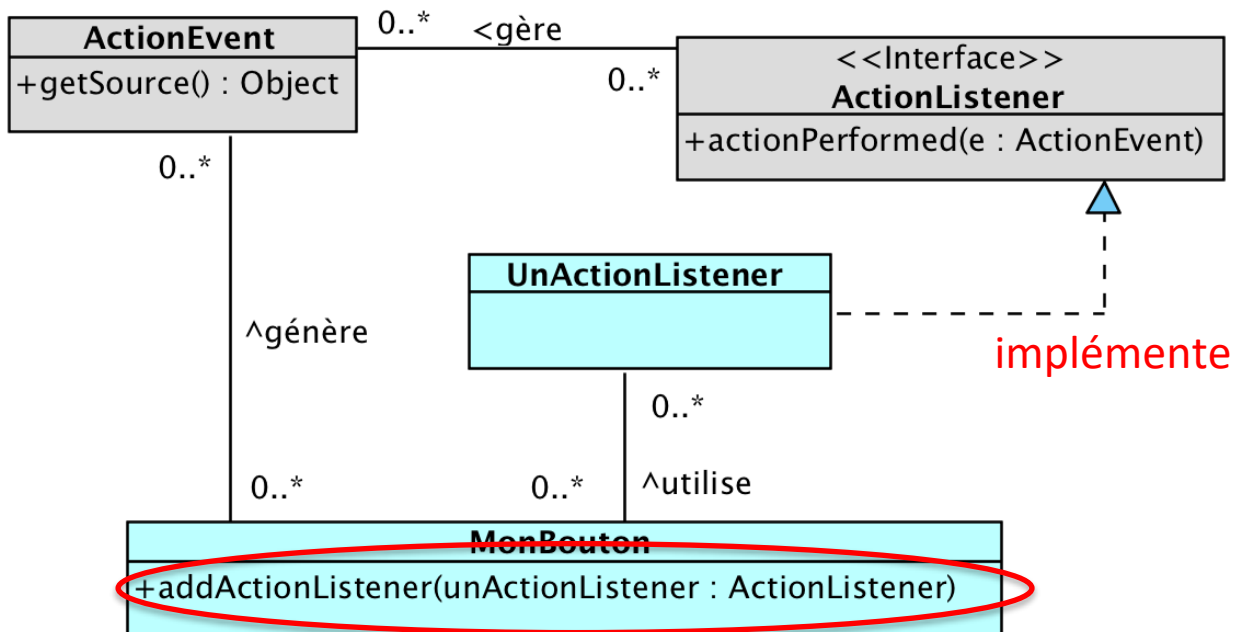 ActionEvent
+getSource() : Object
0..*
<gère
0..*
<<Interface>>
ActionListener
+actionPerformed(e : ActionEvent)
0..*
UnActionListener
^génère
implémente
0..*
0..*
0..*
^utilise
MonBouton
+addActionListener(unActionListener : ActionListener)